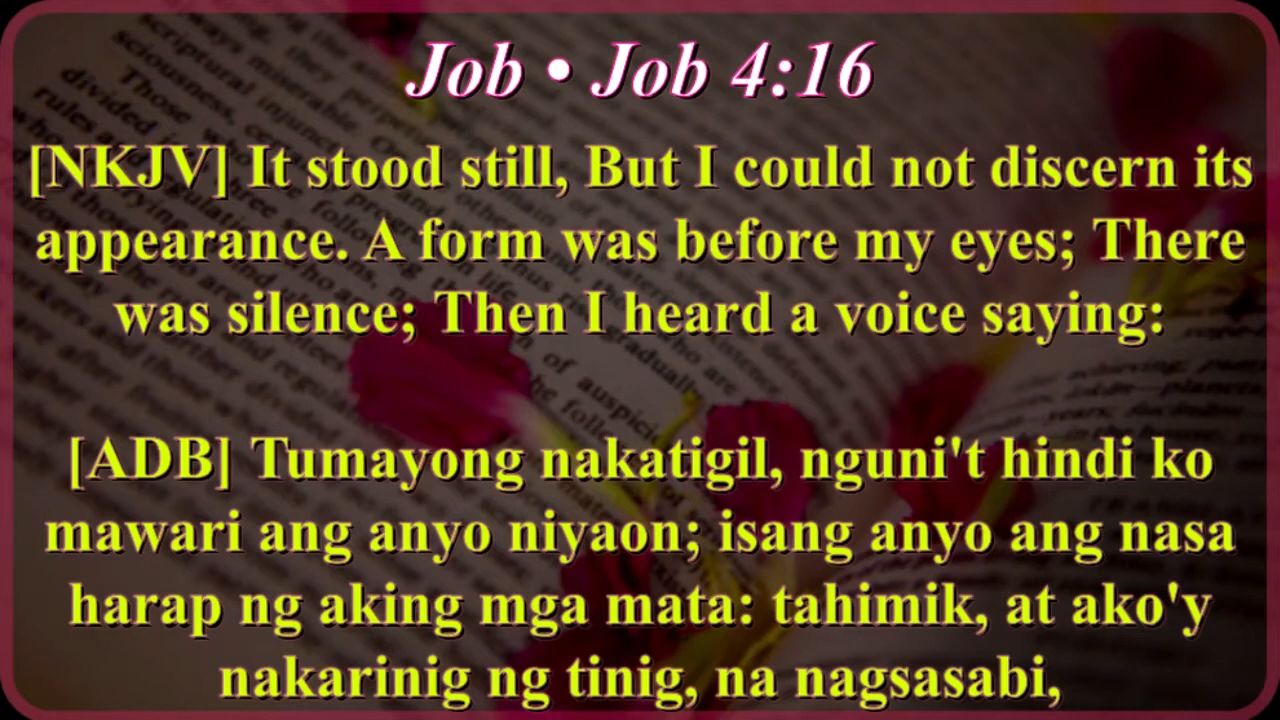 Job • Job 4:16
[NKJV] It stood still, But I could not discern its
appearance. A form was before my eyes; There
was silence; Then I heard a voice saying:
[ADB] Tumayong nakatigil, nguni't hindi ko
mawari ang anyo niyaon; isang anyo ang nasa
harap ng aking mga mata: tahimik, at ako'y
nakarinig ng tinig, na nagsasabi,